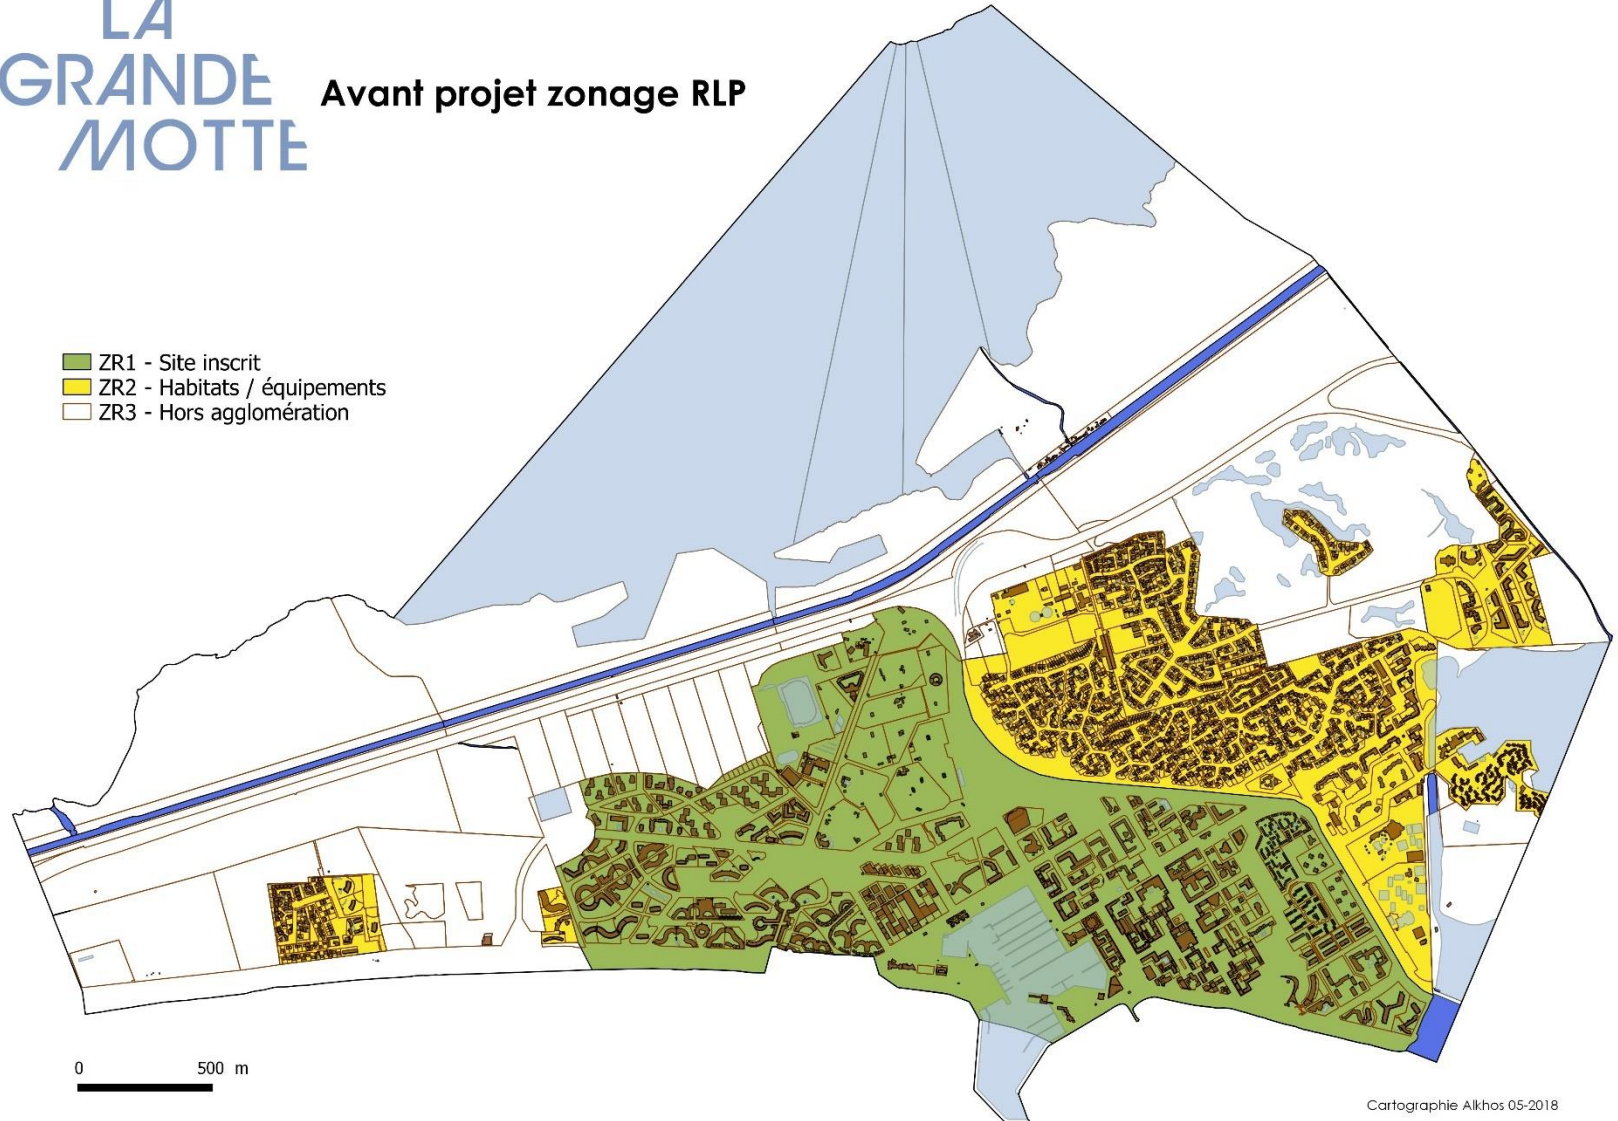 LA
GRANDE
MOTTE
Avant projet zonage RLP
ZR1 - Site inscrit
ZR2 - Habitats / équipements
ZR3 - Hors agglomération
0 500 m
Cartographie Alkhos 05-2018